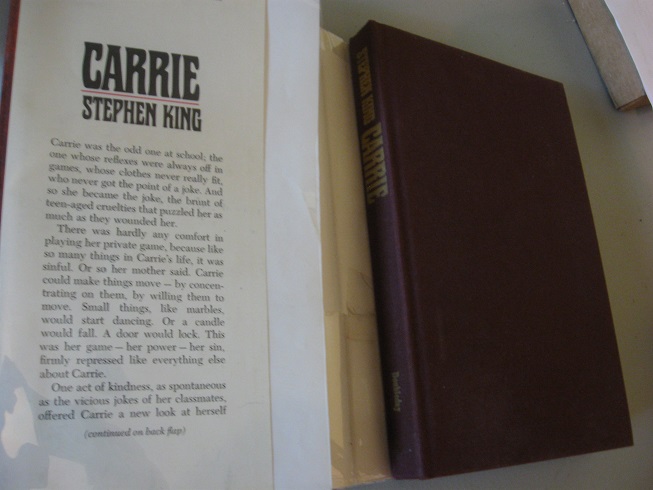 CARRIE
STEPHEN KING
Carrie was the odd one at school; the
one whose reflexes were always off in
games, whose clothes never really fit,
who never got the point of a joke. And
so she became the joke, the brunt of
teen-aged cruelties that puzzled her as
much as they wounded her.
There was hardly any comfort in
playing her private game, because like
so many things in Carrie's life, it was
sinful. Or so her mother said. Carrie
could make things move — by concen-
trating on them, by willing them to
move. Small things, like marbles,
would start dancing. Or a candle
would fall. A door would lock. This
was her game — her power — her sin,
firmly repressed like everything else
about Carrie.
One act of kindness, as spontaneous
as the vicious jokes of her classmates,
offered Carrie a new look at herself
(continued on back flap)
STEPHEN KING CARRIE
Doubleday